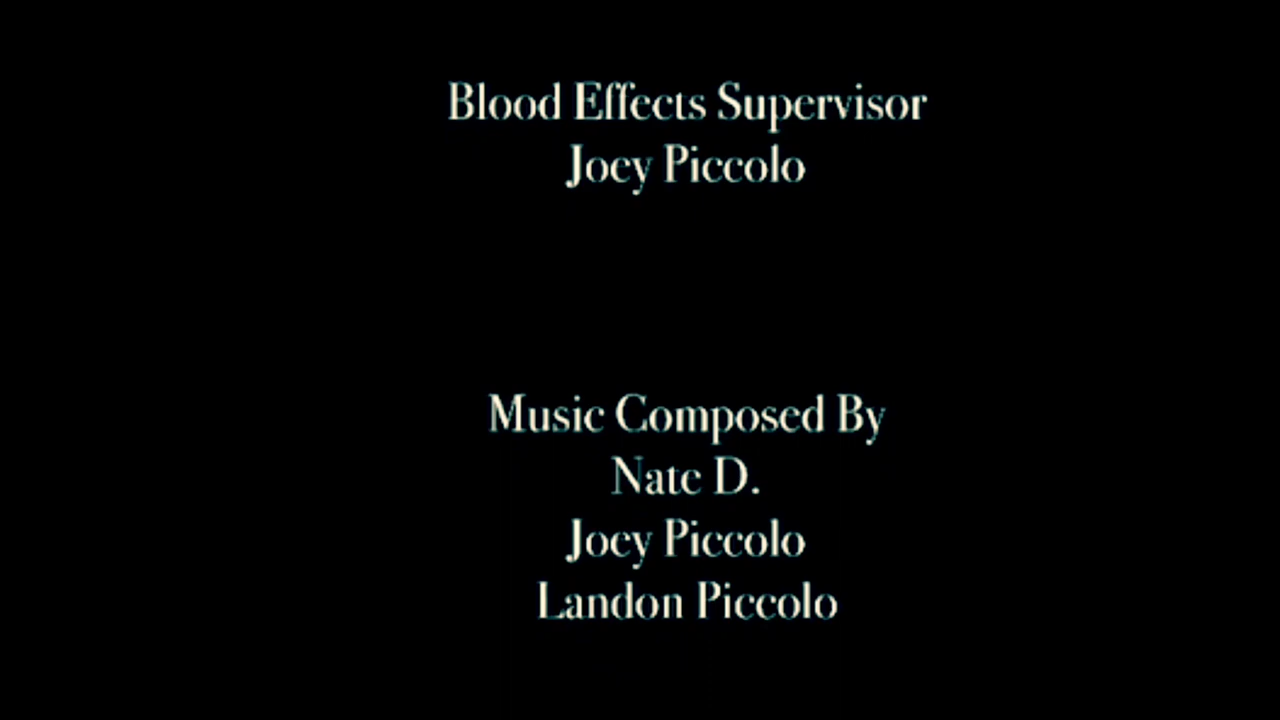 Blood Effects Supervisor
Joey Piccolo
Music Composed By
Nate D.
Joey Piccolo
Landon Piccolo